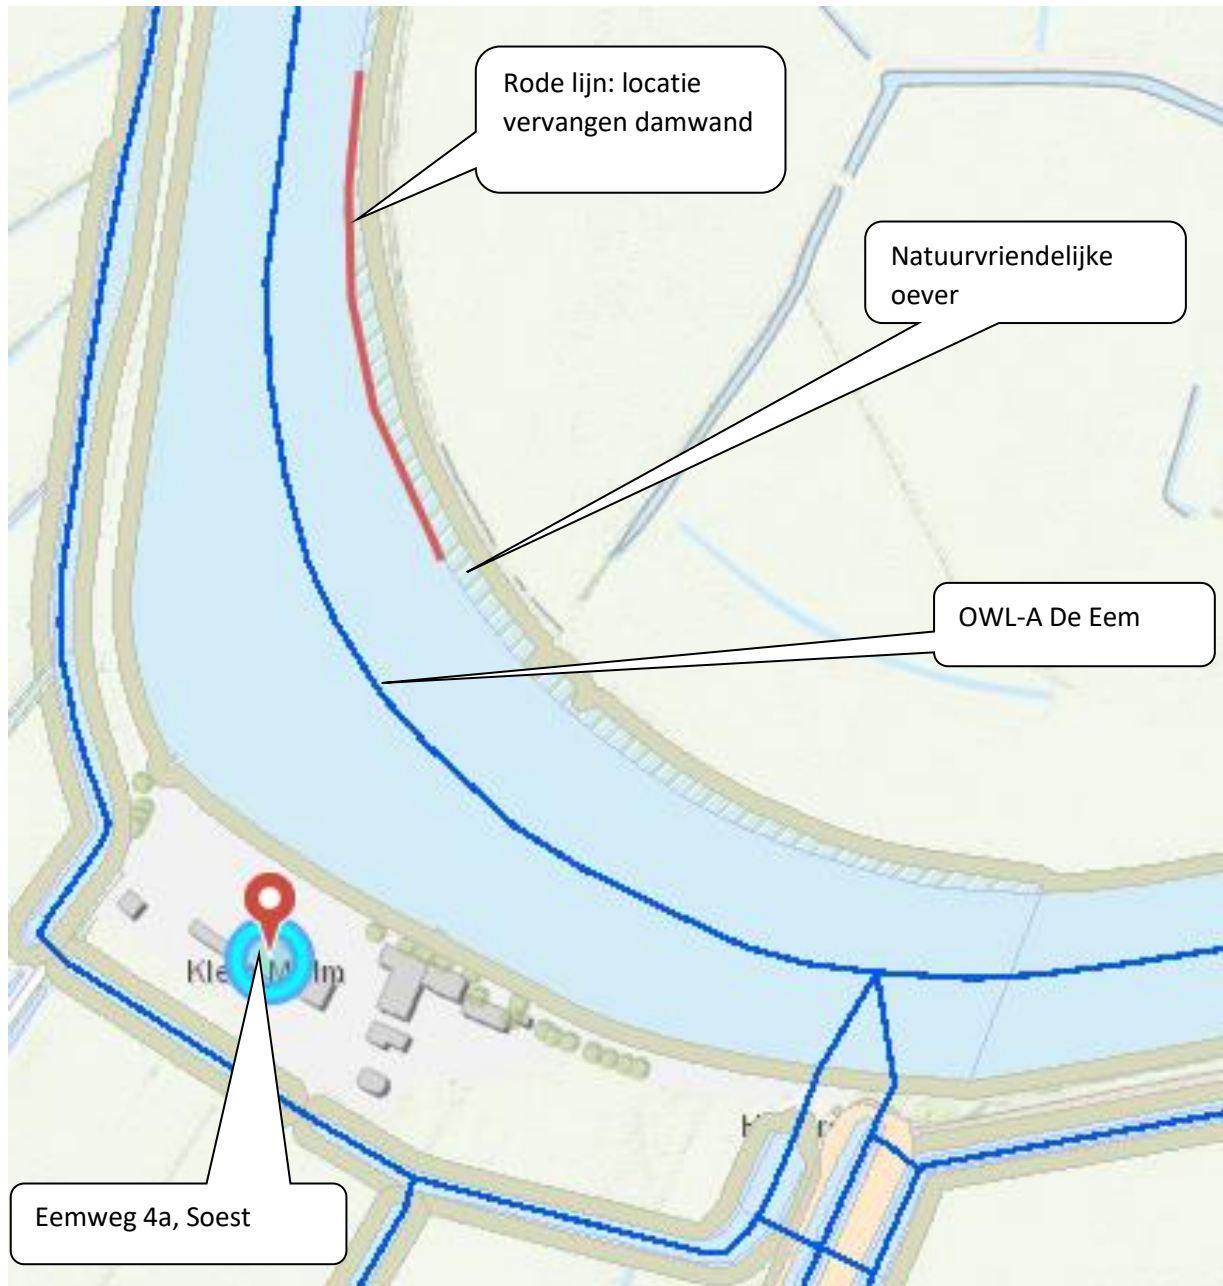 Rode lijn: locatie
vervangen damwand
Natuurvriendelijke
oever
OWL-A De Eem
Eemweg 4a, Soest